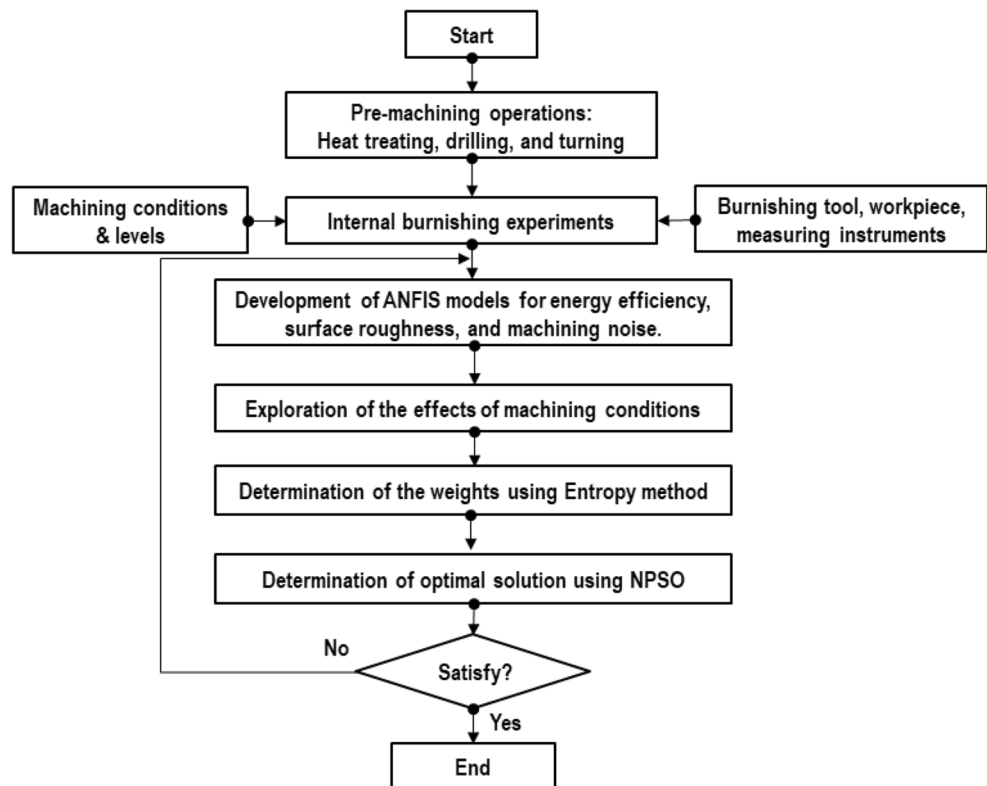 Start
Pre-machining operations:
Heat treating, drilling, and turning
Machining conditions
& levels
Internal burnishing experiments
Burnishing tool, workpiece,
measuring instruments
Development of ANFIS models for energy efficiency,
surface roughness, and machining noise.
Exploration of the effects of machining conditions
Determination of the weights using Entropy method
Determination of optimal solution using NPSO
No
Satisfy?
Yes
End